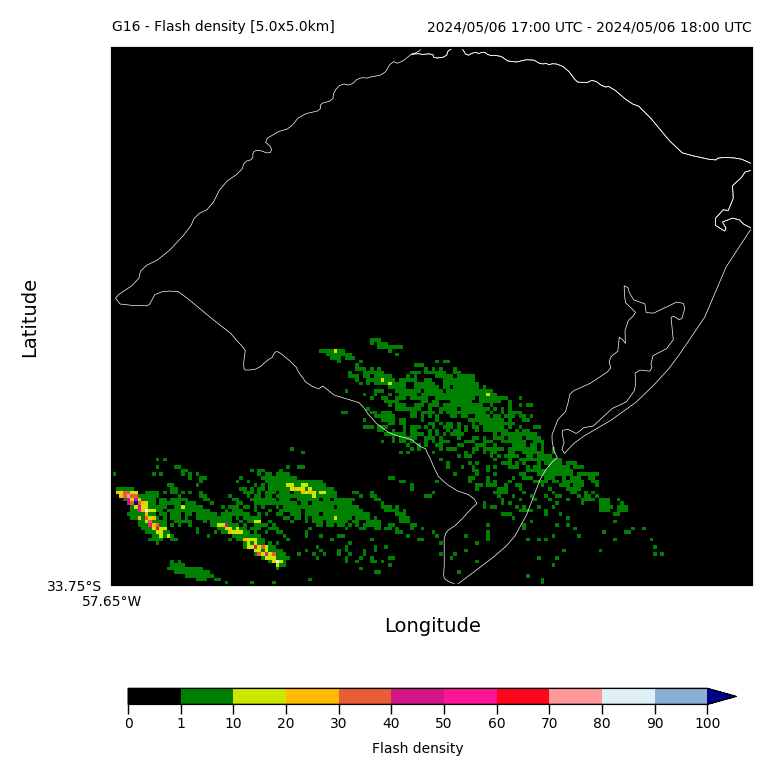 G16 - Flash density [5.0x5.0km] 2024/05/06 17:00 UTC - 2024/05/06 18:00 UTC
Latitude
33.75°S
57.65°W
Longitude
0 1 10 20 30 40 50 60 70 80 90 100
Flash density